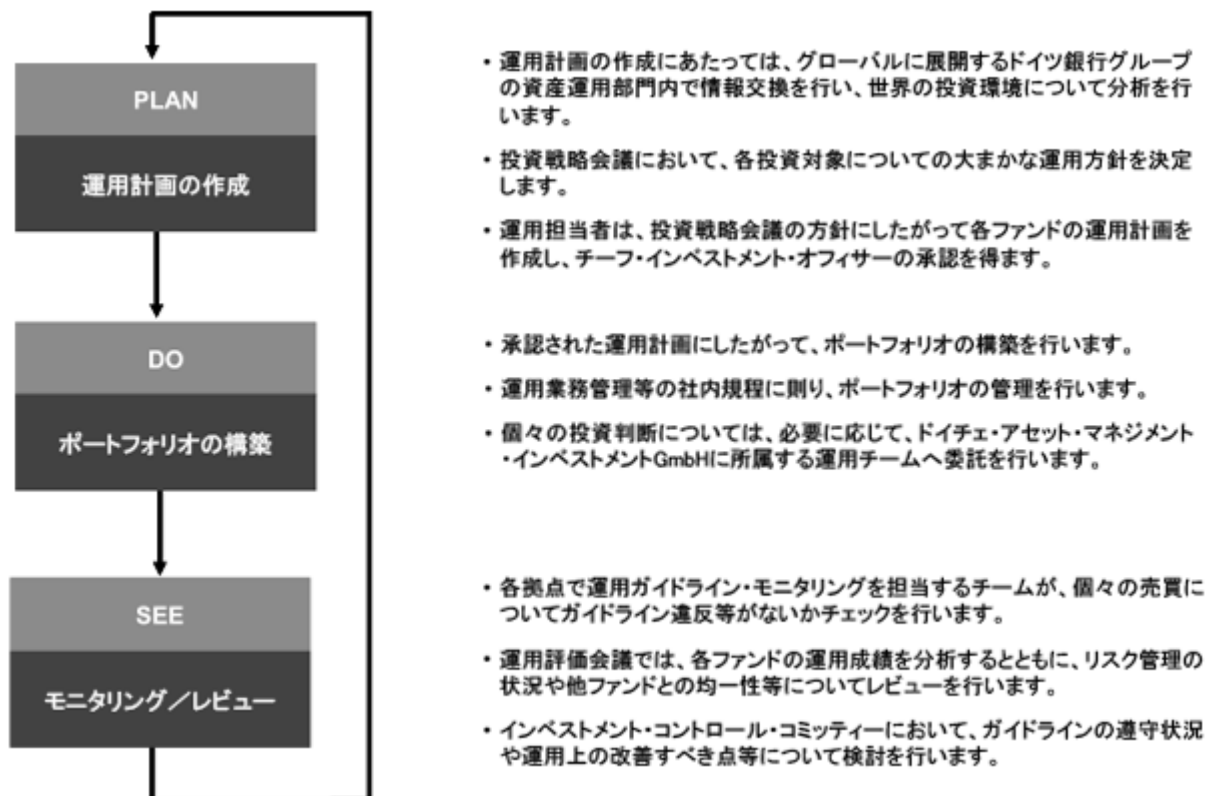 PLAN
運用計画の作成
・運用計画の作成にあたっては、グローバルに展開するドイツ銀行グループ
の資産運用部門内で情報交換を行い、世界の投資環境について分析を行
います。
・投資戦略会議において、各投資対象についての大まかな運用方針を決定
します。
・運用担当者は、投資戦略会議の方針にしたがって各ファンドの運用計画を
作成し、チーフ・インベストメント・オフィサーの承認を得ます。
DO
ポートフォリオの構築
・承認された運用計画にしたがって、ポートフォリオの構築を行います。
・運用業務管理等の社内規程に則り、ポートフォリオの管理を行います。
・個々の投資判断については、必要に応じて、ドイチェ・アセット・マネジメント
・インベストメントGmbHに所属する運用チームへ委託を行います。
SEE
モニタリング／レビュー
・各拠点で運用ガイドライン・モニタリングを担当するチームが、個々の売買に
ついてガイドライン違反等がないかチェックを行います。
・運用評価会議では、各ファンドの運用成績を分析するとともに、リスク管理の
状況や他ファンドとの均一性等についてレビューを行います。
・インベストメント・コントロール・コミッティーにおいて、ガイドラインの遵守状況
や運用上の改善すべき点等について検討を行います。